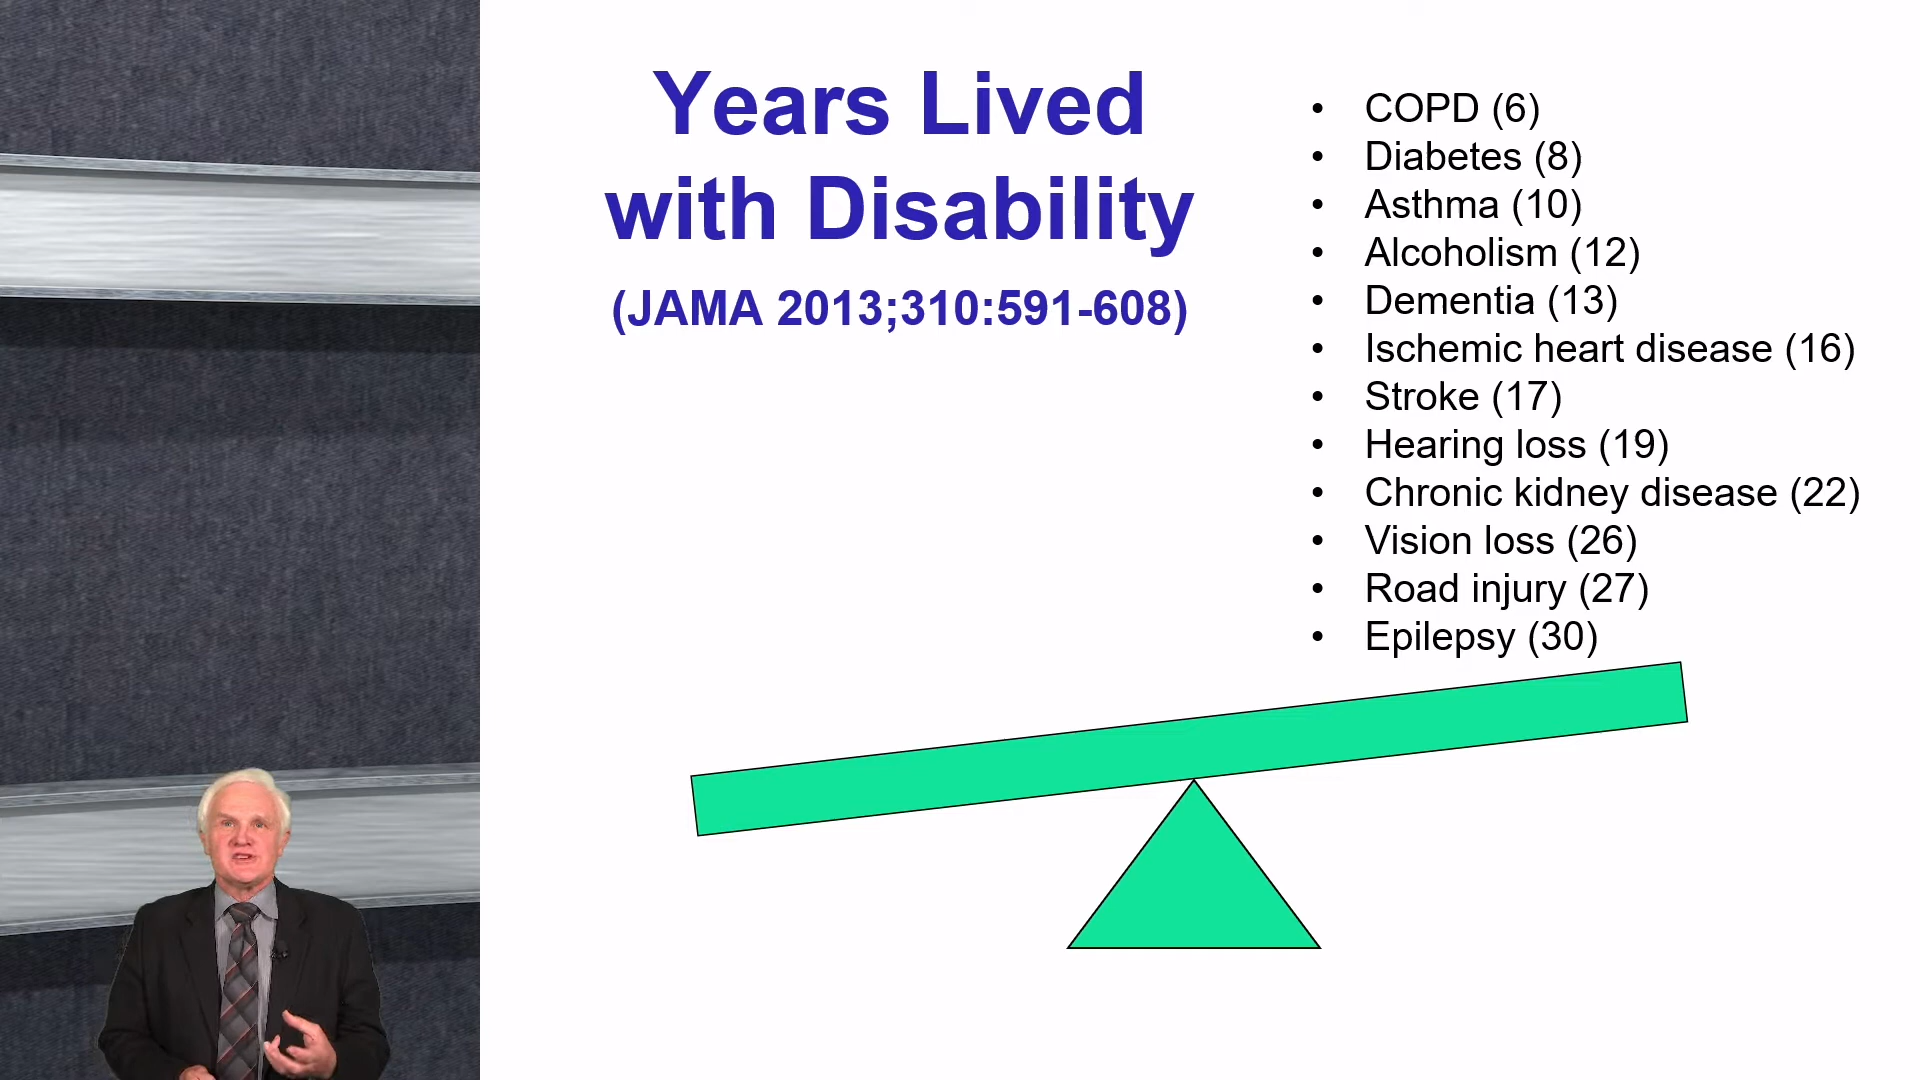 Years Lived
with Disability
(JAMA 2013;310:591-608)
• COPD (6)
• Diabetes (8)
• Asthma (10)
• Alcoholism (12)
• Dementia (13)
• Ischemic heart disease (16)
• Stroke (17)
• Hearing loss (19)
• Chronic kidney disease (22)
• Vision loss (26)
• Road injury (27)
• Epilepsy (30)